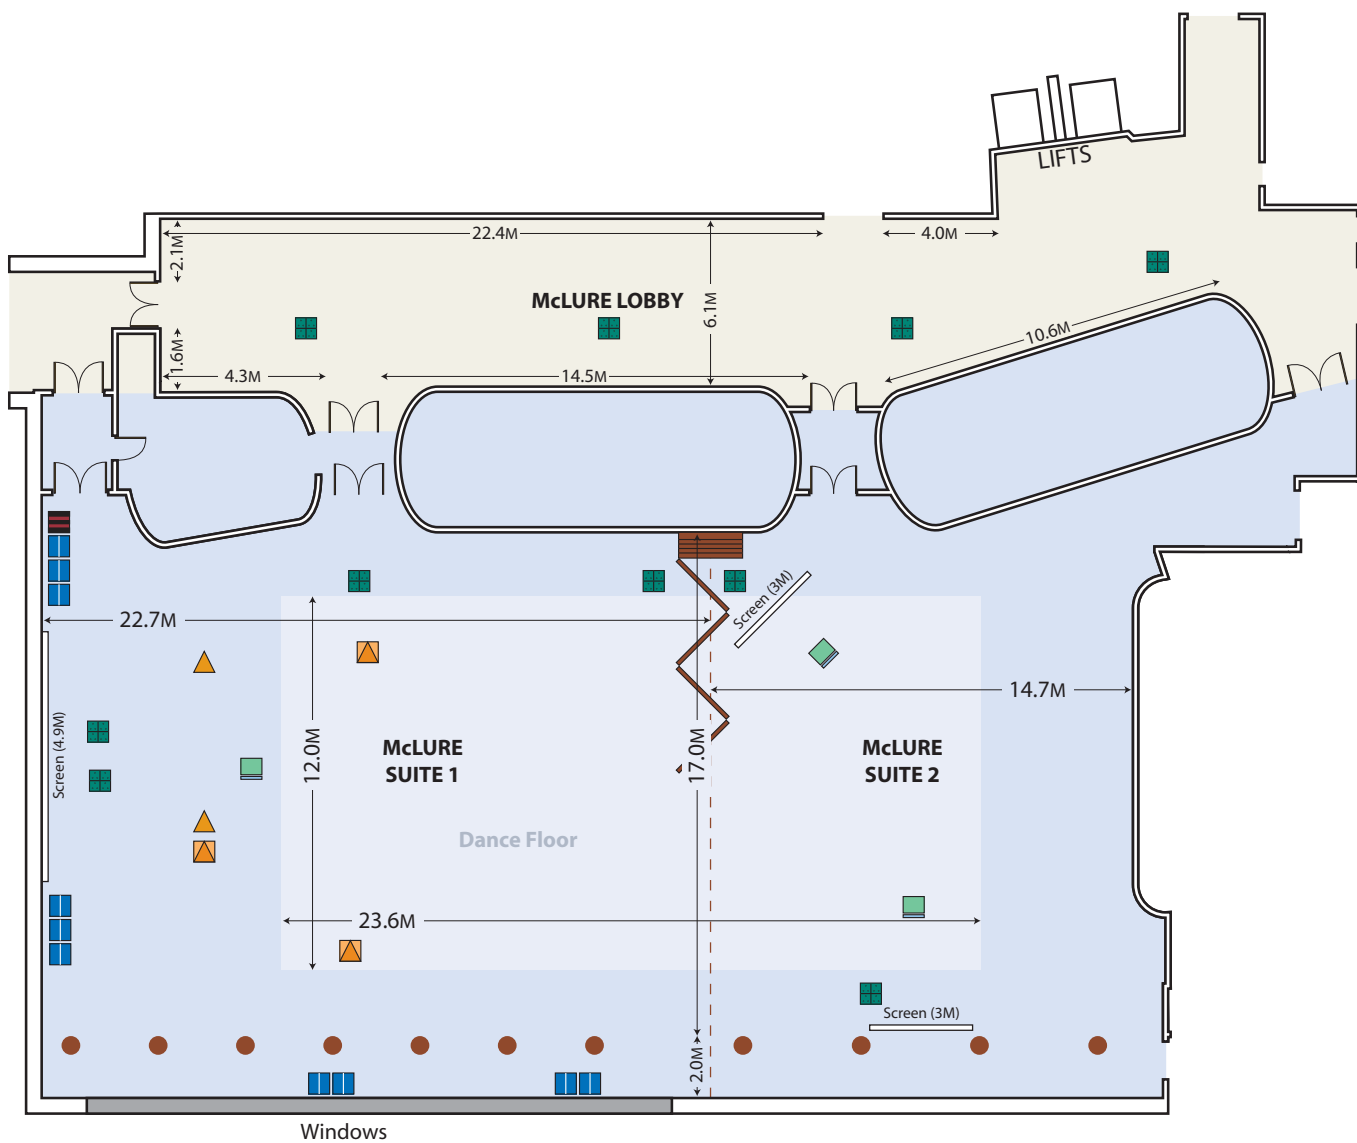 LIFTS
22.4M
4.0M
2.1M
McLURE LOBBY
6.1M
10.6M
1.6M
4.3M
14.5M
Screen (3M)
22.7M
14.7M
Screen (4.9M)
12.0M
17.0M
McLURE
SUITE 1
McLURE
SUITE 2
Dance Floor
23.6M
Screen (3M)
2.0M
Windows